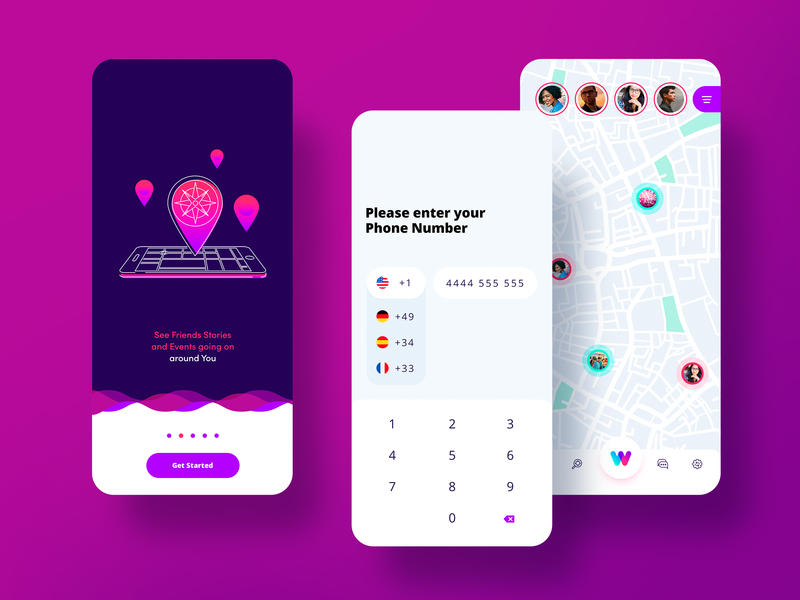 See Friends Stories
and Events going on
around You
Get Started
Please enter your
Phone Number
+1
4444 555 555
+49
+34
+33
1 2 3
4 5 6
7 8 9
0
W